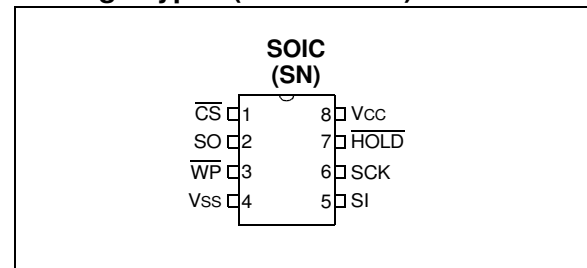 SOIC
(SN)
CS 1 8 Vcc
SO 2 7 HOLD
WP 3 6 SCK
Vss 4 5 SI